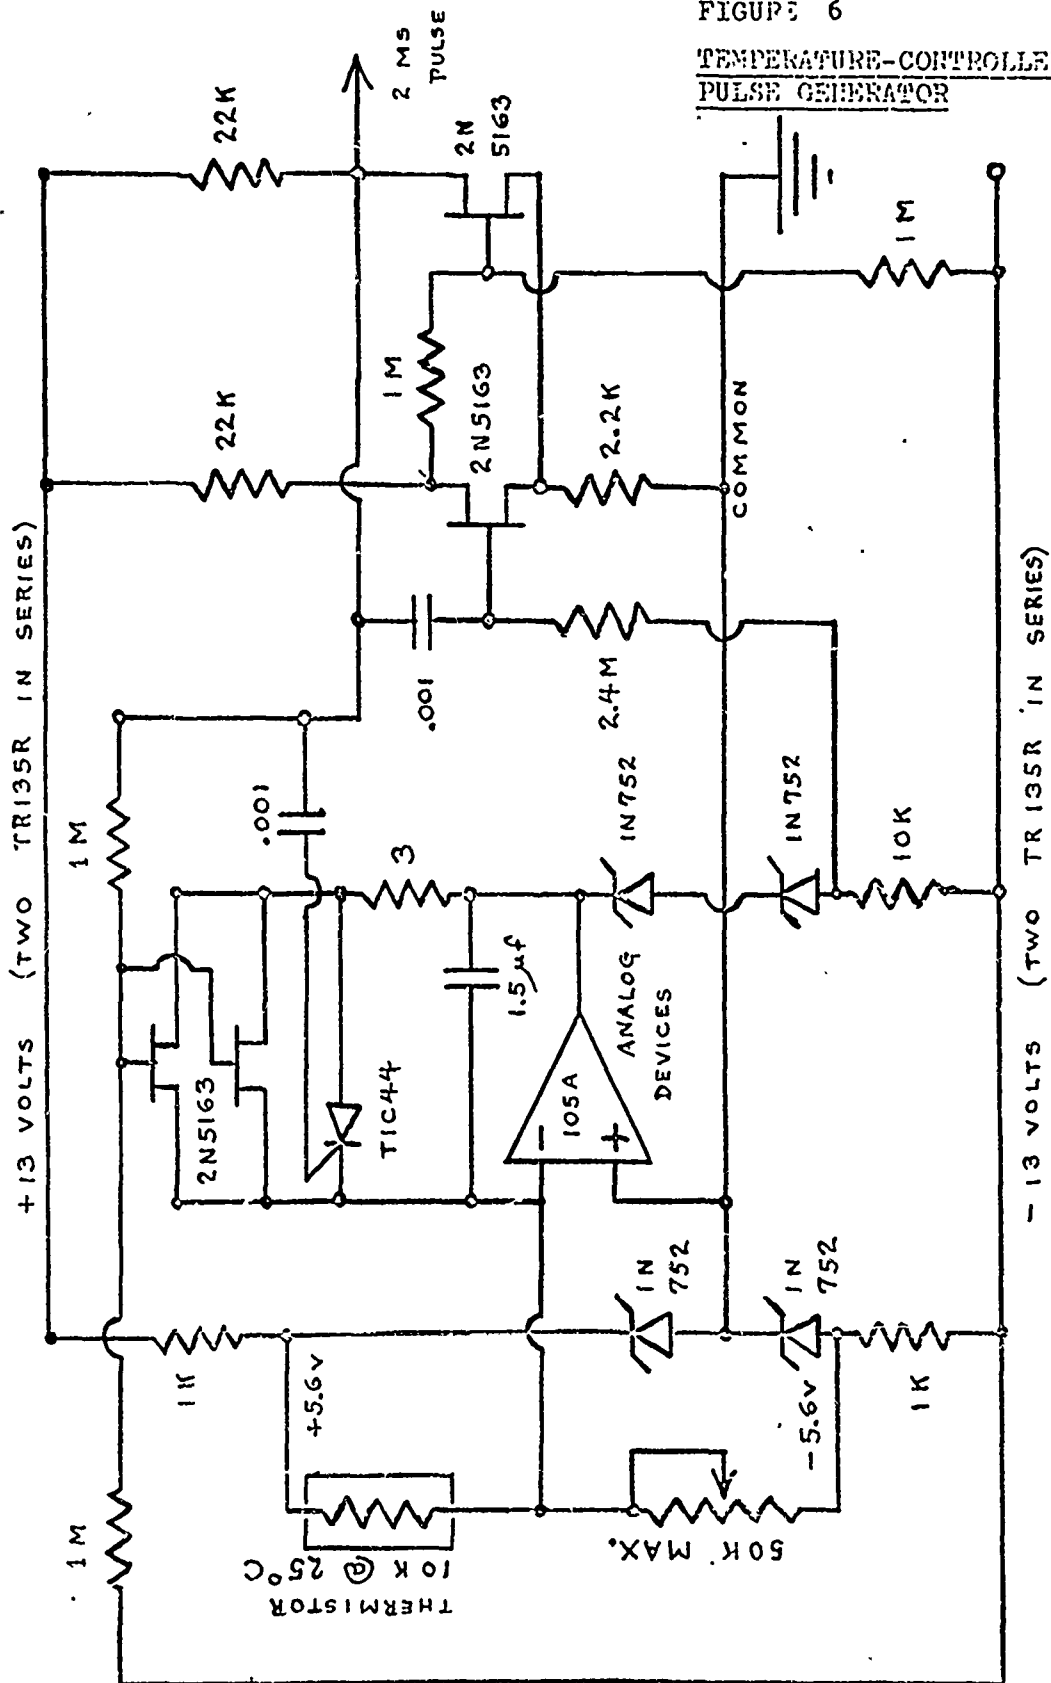 FIGURE 6
TEMPERATURE-CONTROLLE
PULSE GENERATOR
2 MS
PULSE
22K
22K
2N
5163
1M
1M
2N5163
2.2K
COMMON
+13 VOLTS (TWO TR135R IN SERIES)
-13 VOLTS (TWO TR 135R IN SERIES)
1M
.001
.001
2.4M
3
1N752
1N752
10K
1.5µf
ANALOG
DEVICES
105A
-
+
2N5163
TIC44
1N
752
1N
752
1K
+5.6v
-5.6v
1K
1M
THERMISTOR
10K @ 25°C
50K MAX.